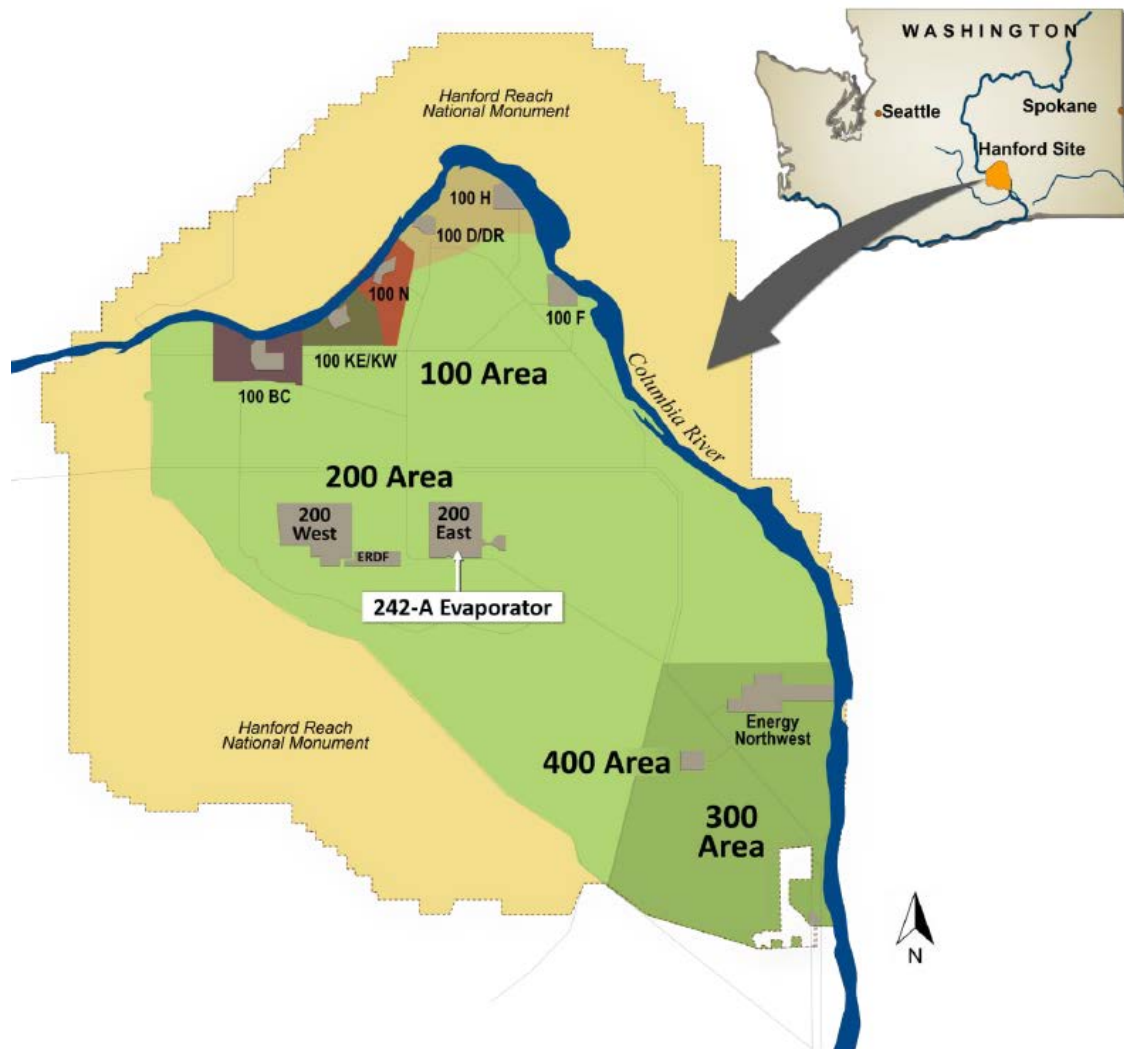 WASHINGTON
Seattle
Spokane
Hanford Site
Hanford Reach
National Monument
100 H
100 D/DR
100 N
100 F
100 KE/KW
100 BC
100 Area
Columbia River
200 Area
200
West
200
East
ERDF
242-A Evaporator
Hanford Reach
National Monument
Energy
Northwest
400 Area
300
Area
N